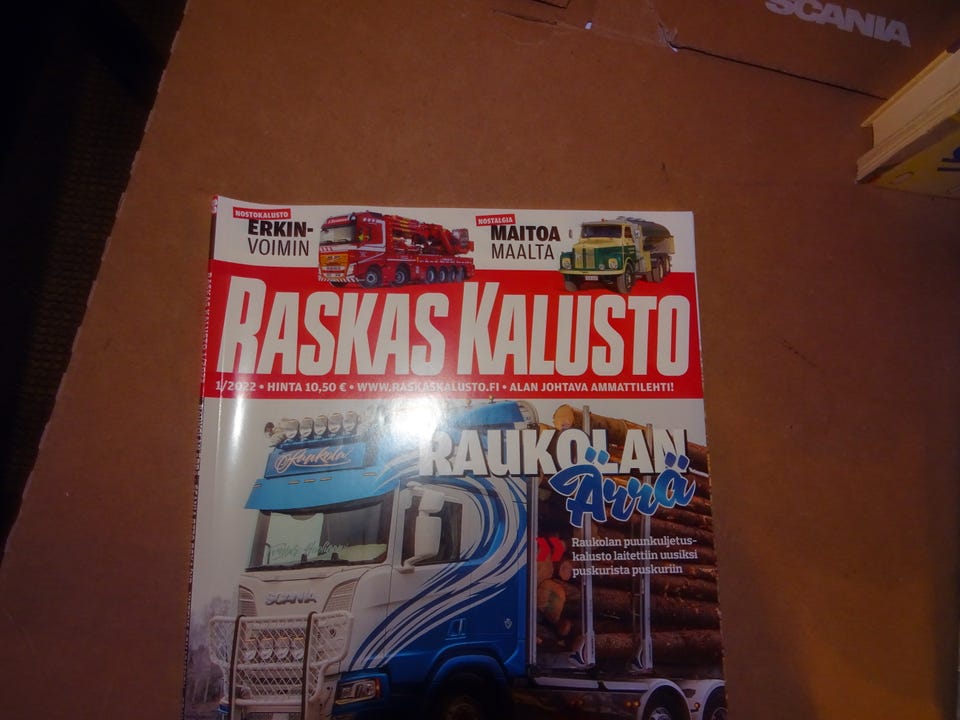 SCANIA
NOSTOKALUSTO
ERKIN-
VOIMIN
NOSTALGIA
MAITOA
MAALTA
RASKAS KALUSTO
1/2022 • HINTA 10,50 € • WWW.RASKASKALUSTO.FI • ALAN JOHTAVA AMMATTILEHTI!
RAUKOLAN
Ärrä
Raukolan puunkuljetus-
kalusto laitettiin uusiksi
puskurista puskuriin
Raukola
SCANIA